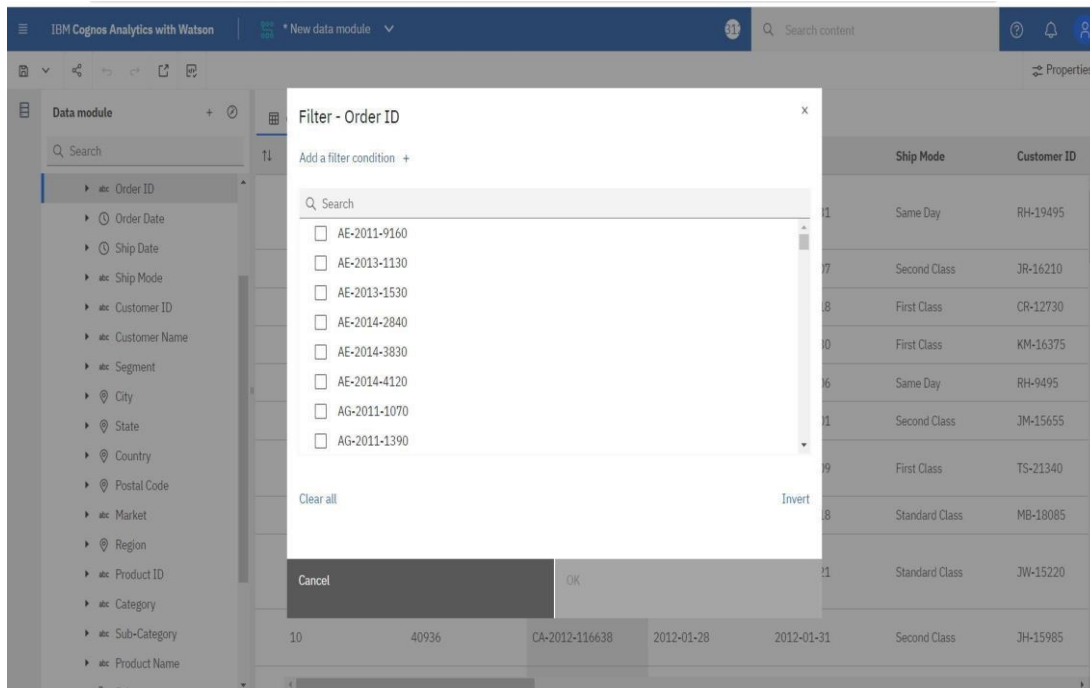 IBM Cognos Analytics with Watson
* New data module
Search content
Properties
Data module
Search
Order ID
Order Date
Ship Date
Ship Mode
Customer ID
Customer Name
Segment
City
State
Country
Postal Code
Market
Region
Product ID
Category
Sub-Category
Product Name
Filter - Order ID
x
Add a filter condition +
Search
AE-2011-9160
AE-2013-1130
AE-2013-1530
AE-2014-2840
AE-2014-3830
AE-2014-4120
AG-2011-1070
AG-2011-1390
Clear all
Invert
Cancel
OK
Ship Mode Customer ID
Same Day RH-19495
Second Class JR-16210
First Class CR-12730
First Class KM-16375
Same Day RH-9495
Second Class JM-15655
First Class TS-21340
Standard Class MB-18085
Standard Class JW-15220
10 40936 CA-2012-116638 2012-01-28 2012-01-31 Second Class JH-15985